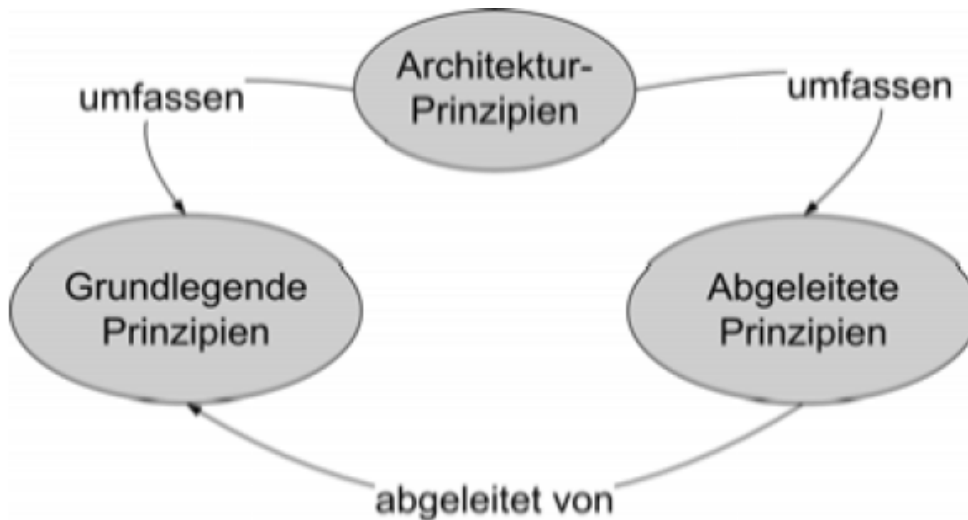 Architektur-
Prinzipien
umfassen
umfassen
Grundlegende
Prinzipien
Abgeleitete
Prinzipien
abgeleitet von